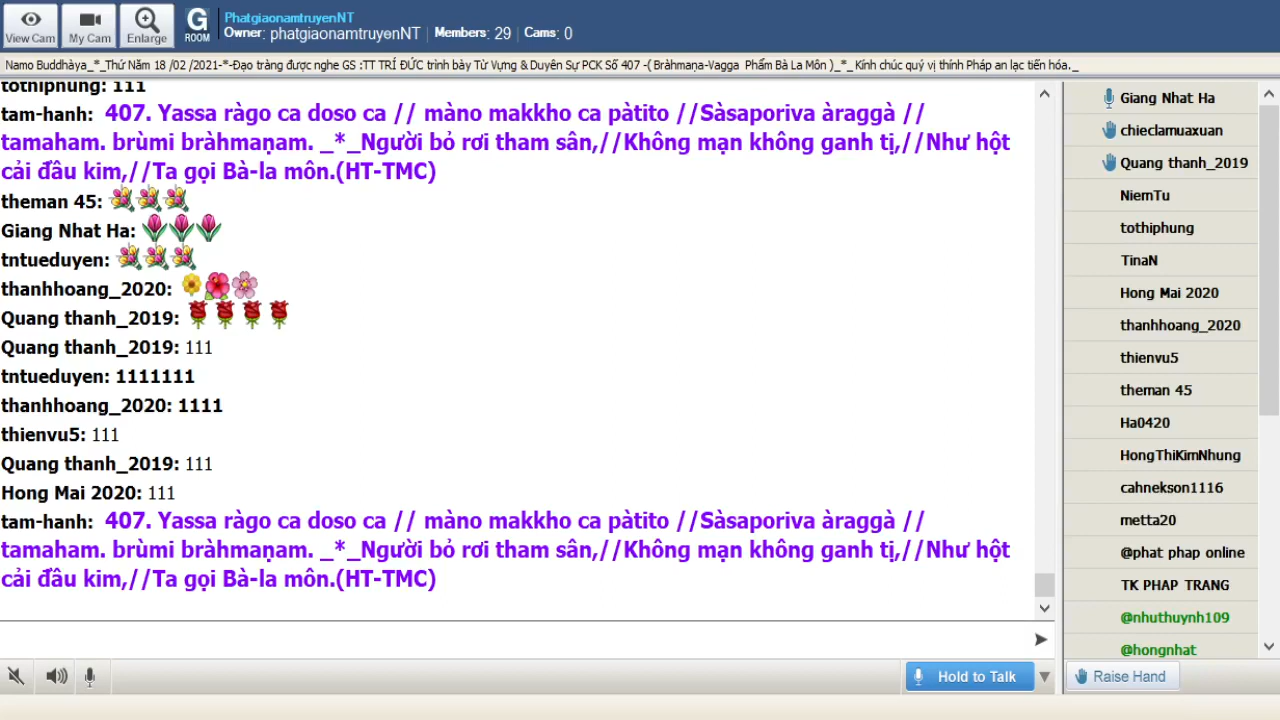 View Cam
My Cam
Enlarge
G
ROOM
PhatgiaonamtruyenNT
Owner: phatgiaonamtruyenNT | Members: 29 | Cams: 0
Namo Buddhàya_*_Thứ Năm 18 /02 /2021-*-Đạo tràng được nghe GS :TT TRÍ ĐỨC trình bày Từ Vựng & Duyên Sự PCK Số 407 -( Bràhmaṇa-Vagga Phẩm Bà La Môn )_*_ Kính chúc quý vị thính Pháp an lạc tiến hóa._
tothiphung: 111
tam-hanh: 407. Yassa ràgo ca doso ca // màno makkho ca pàtito //Sàsaporiva àraggà //
tamaham. brùmi bràhmaṇam. _*_Người bỏ rơi tham sân,//Không mạn không ganh tị,//Như hột
cải đầu kim,//Ta gọi Bà-la môn.(HT-TMC)
theman 45:
Giang Nhat Ha:
tntueduyen:
thanhhoang_2020:
Quang thanh_2019:
Quang thanh_2019: 111
tntueduyen: 1111111
thanhhoang_2020: 1111
thienvu5: 111
Quang thanh_2019: 111
Hong Mai 2020: 111
tam-hanh: 407. Yassa ràgo ca doso ca // màno makkho ca pàtito //Sàsaporiva àraggà //
tamaham. brùmi bràhmaṇam. _*_Người bỏ rơi tham sân,//Không mạn không ganh tị,//Như hột
cải đầu kim,//Ta gọi Bà-la môn.(HT-TMC)
Giang Nhat Ha
chieclamuaxuan
Quang thanh_2019
NiemTu
tothiphung
TinaN
Hong Mai 2020
thanhhoang_2020
thienvu5
theman 45
Ha0420
HongThiKimNhung
cahnekson1116
metta20
@phat phap online
TK PHAP TRANG
@nhuthuynh109
@hongnhat
Hold to Talk
Raise Hand